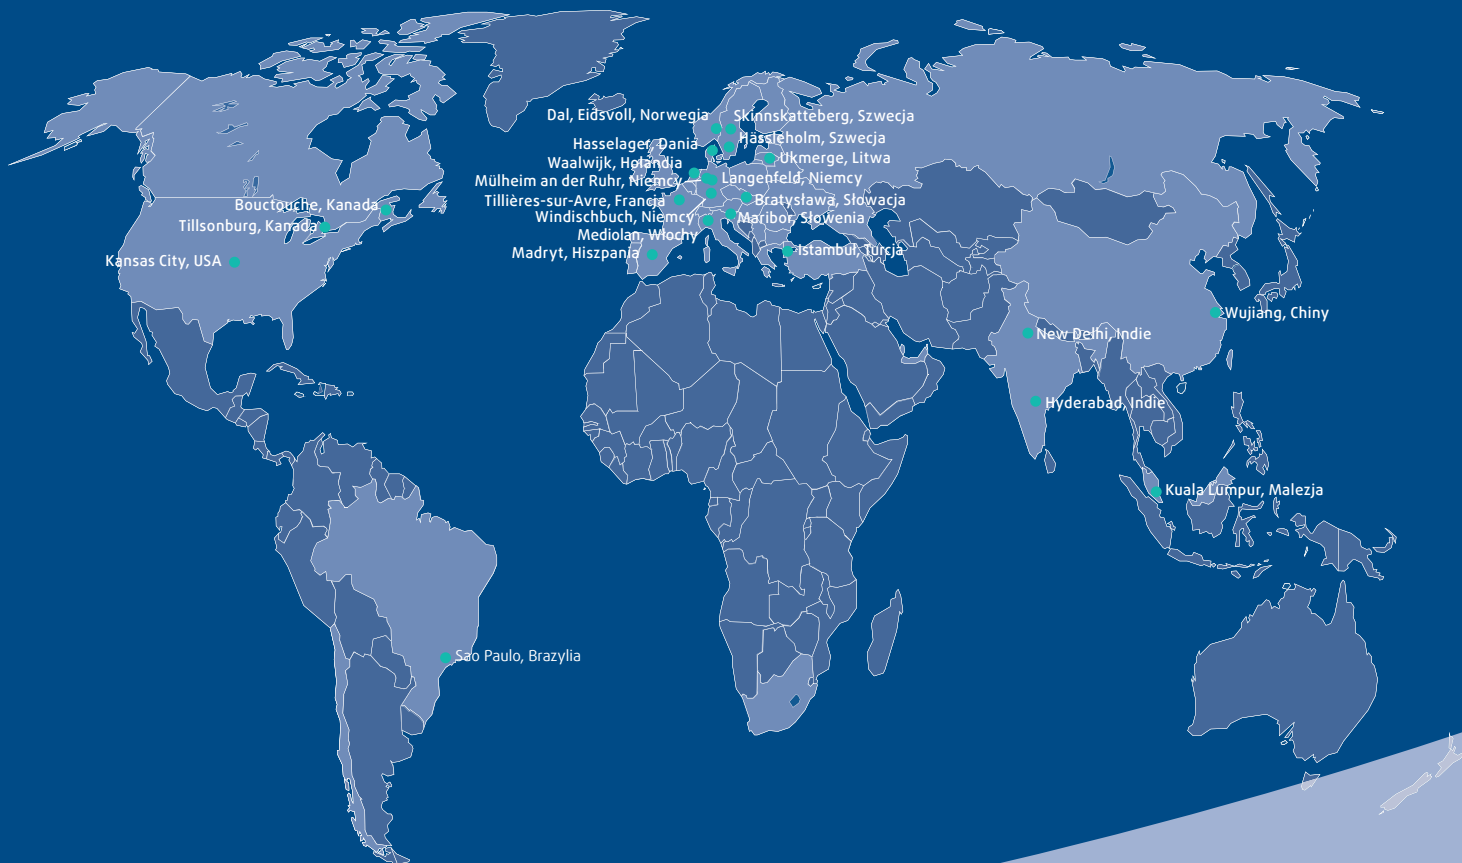 Dal, Eidsvoll, Norwegia
Skinnskatteberg, Szwecja
Hässleholm, Szwecja
Hasselager, Dania
Ukmerge, Litwa
Waalwijk, Holandia
Mülheim an der Ruhr, Niemcy
Langenfeld, Niemcy
Tillières-sur-Avre, Francja
Bratysława, Słowacja
Windischbuch, Niemcy
Maribor, Słowenia
Mediolan, Włochy
Madryt, Hiszpania
Istambuł, Turcja
Bouctouche, Kanada
Tillsonburg, Kanada
Kansas City, USA
Wujiang, Chiny
New Delhi, Indie
Hyderabad, Indie
Kuala Lumpur, Malezja
Sao Paulo, Brazylia